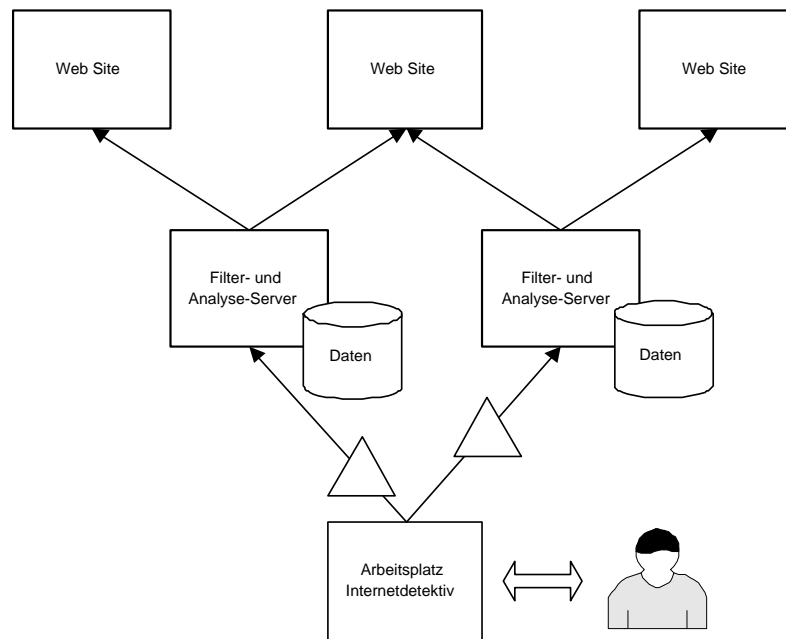 Web Site
Web Site
Web Site
Filter- und
Analyse-Server
Daten
Filter- und
Analyse-Server
Daten
Arbeitsplatz
Internetdetektiv